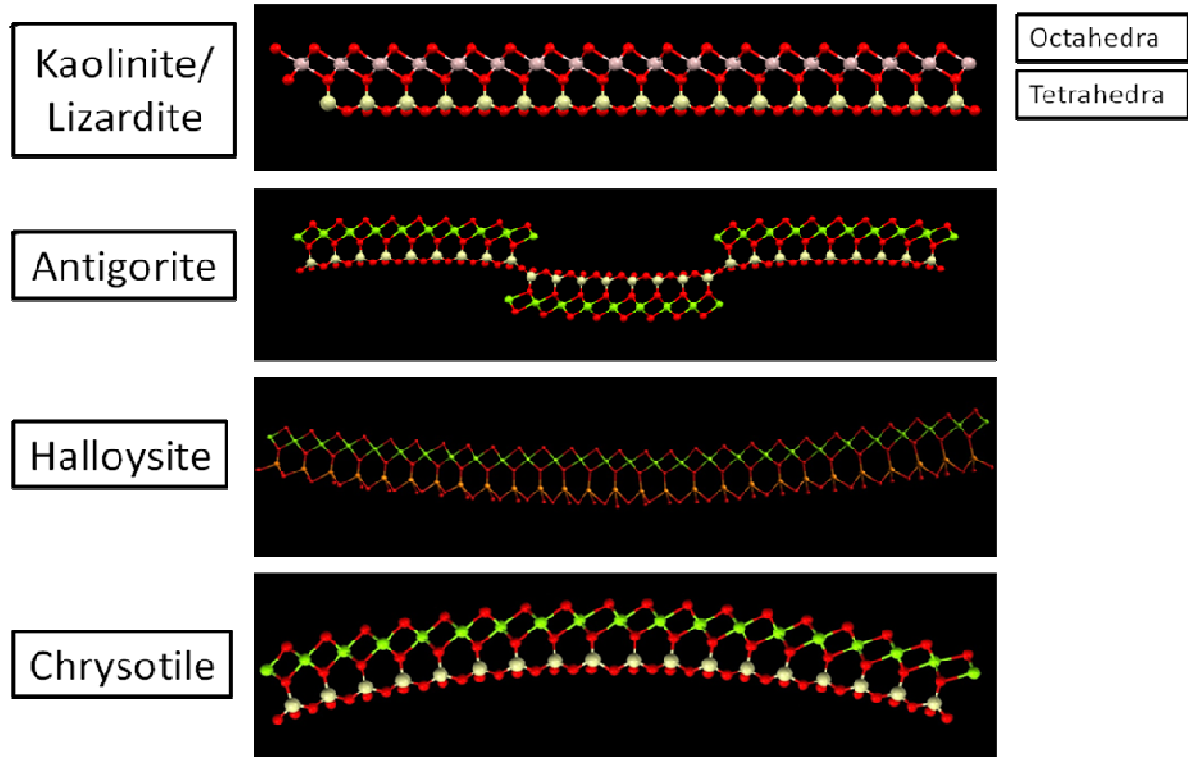 Kaolinite/
Lizardite
Octahedra
Tetrahedra
Antigorite
Halloysite
Chrysotile